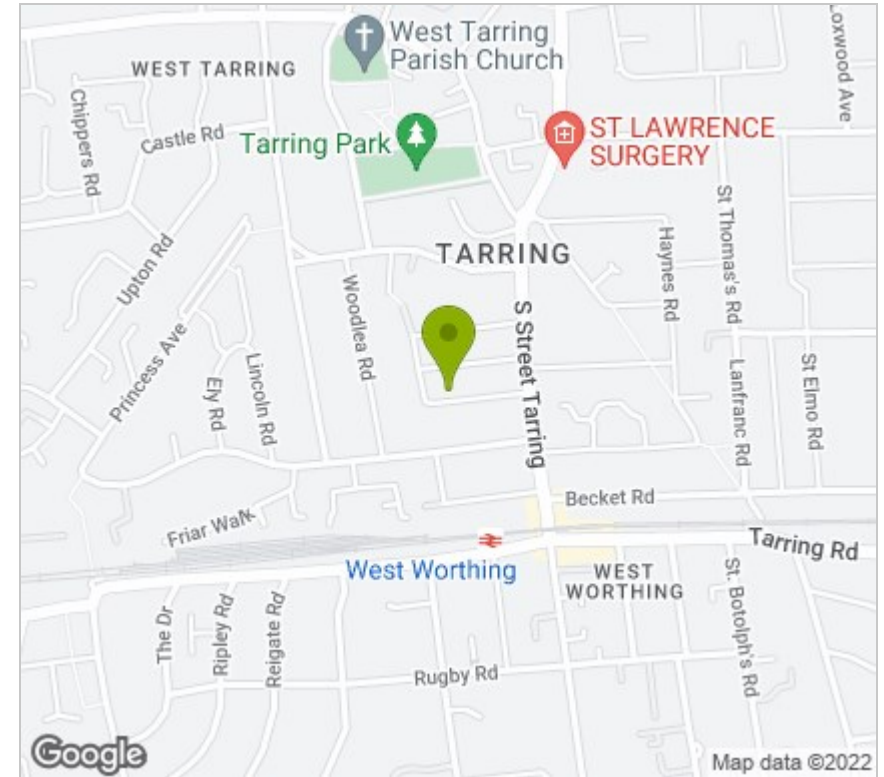 West Tarring
Parish Church
WEST TARRING
Loxwood Ave
Chippers Rd
Castle Rd
Tarring Park
ST LAWRENCE
SURGERY
St Thomas's Rd
Haynes Rd
TARRING
Upton Rd
Woodlea Rd
S Street Tarring
Princess Ave
Lincoln Rd
Ely Rd
Lanfranc Rd
St Elmo Rd
Becket Rd
Friar Walk
Tarring Rd
West Worthing
WEST
WORTHING
The Dr
Ripley Rd
Reigate Rd
St. Botolph's Rd
Rugby Rd
Google
Map data ©2022